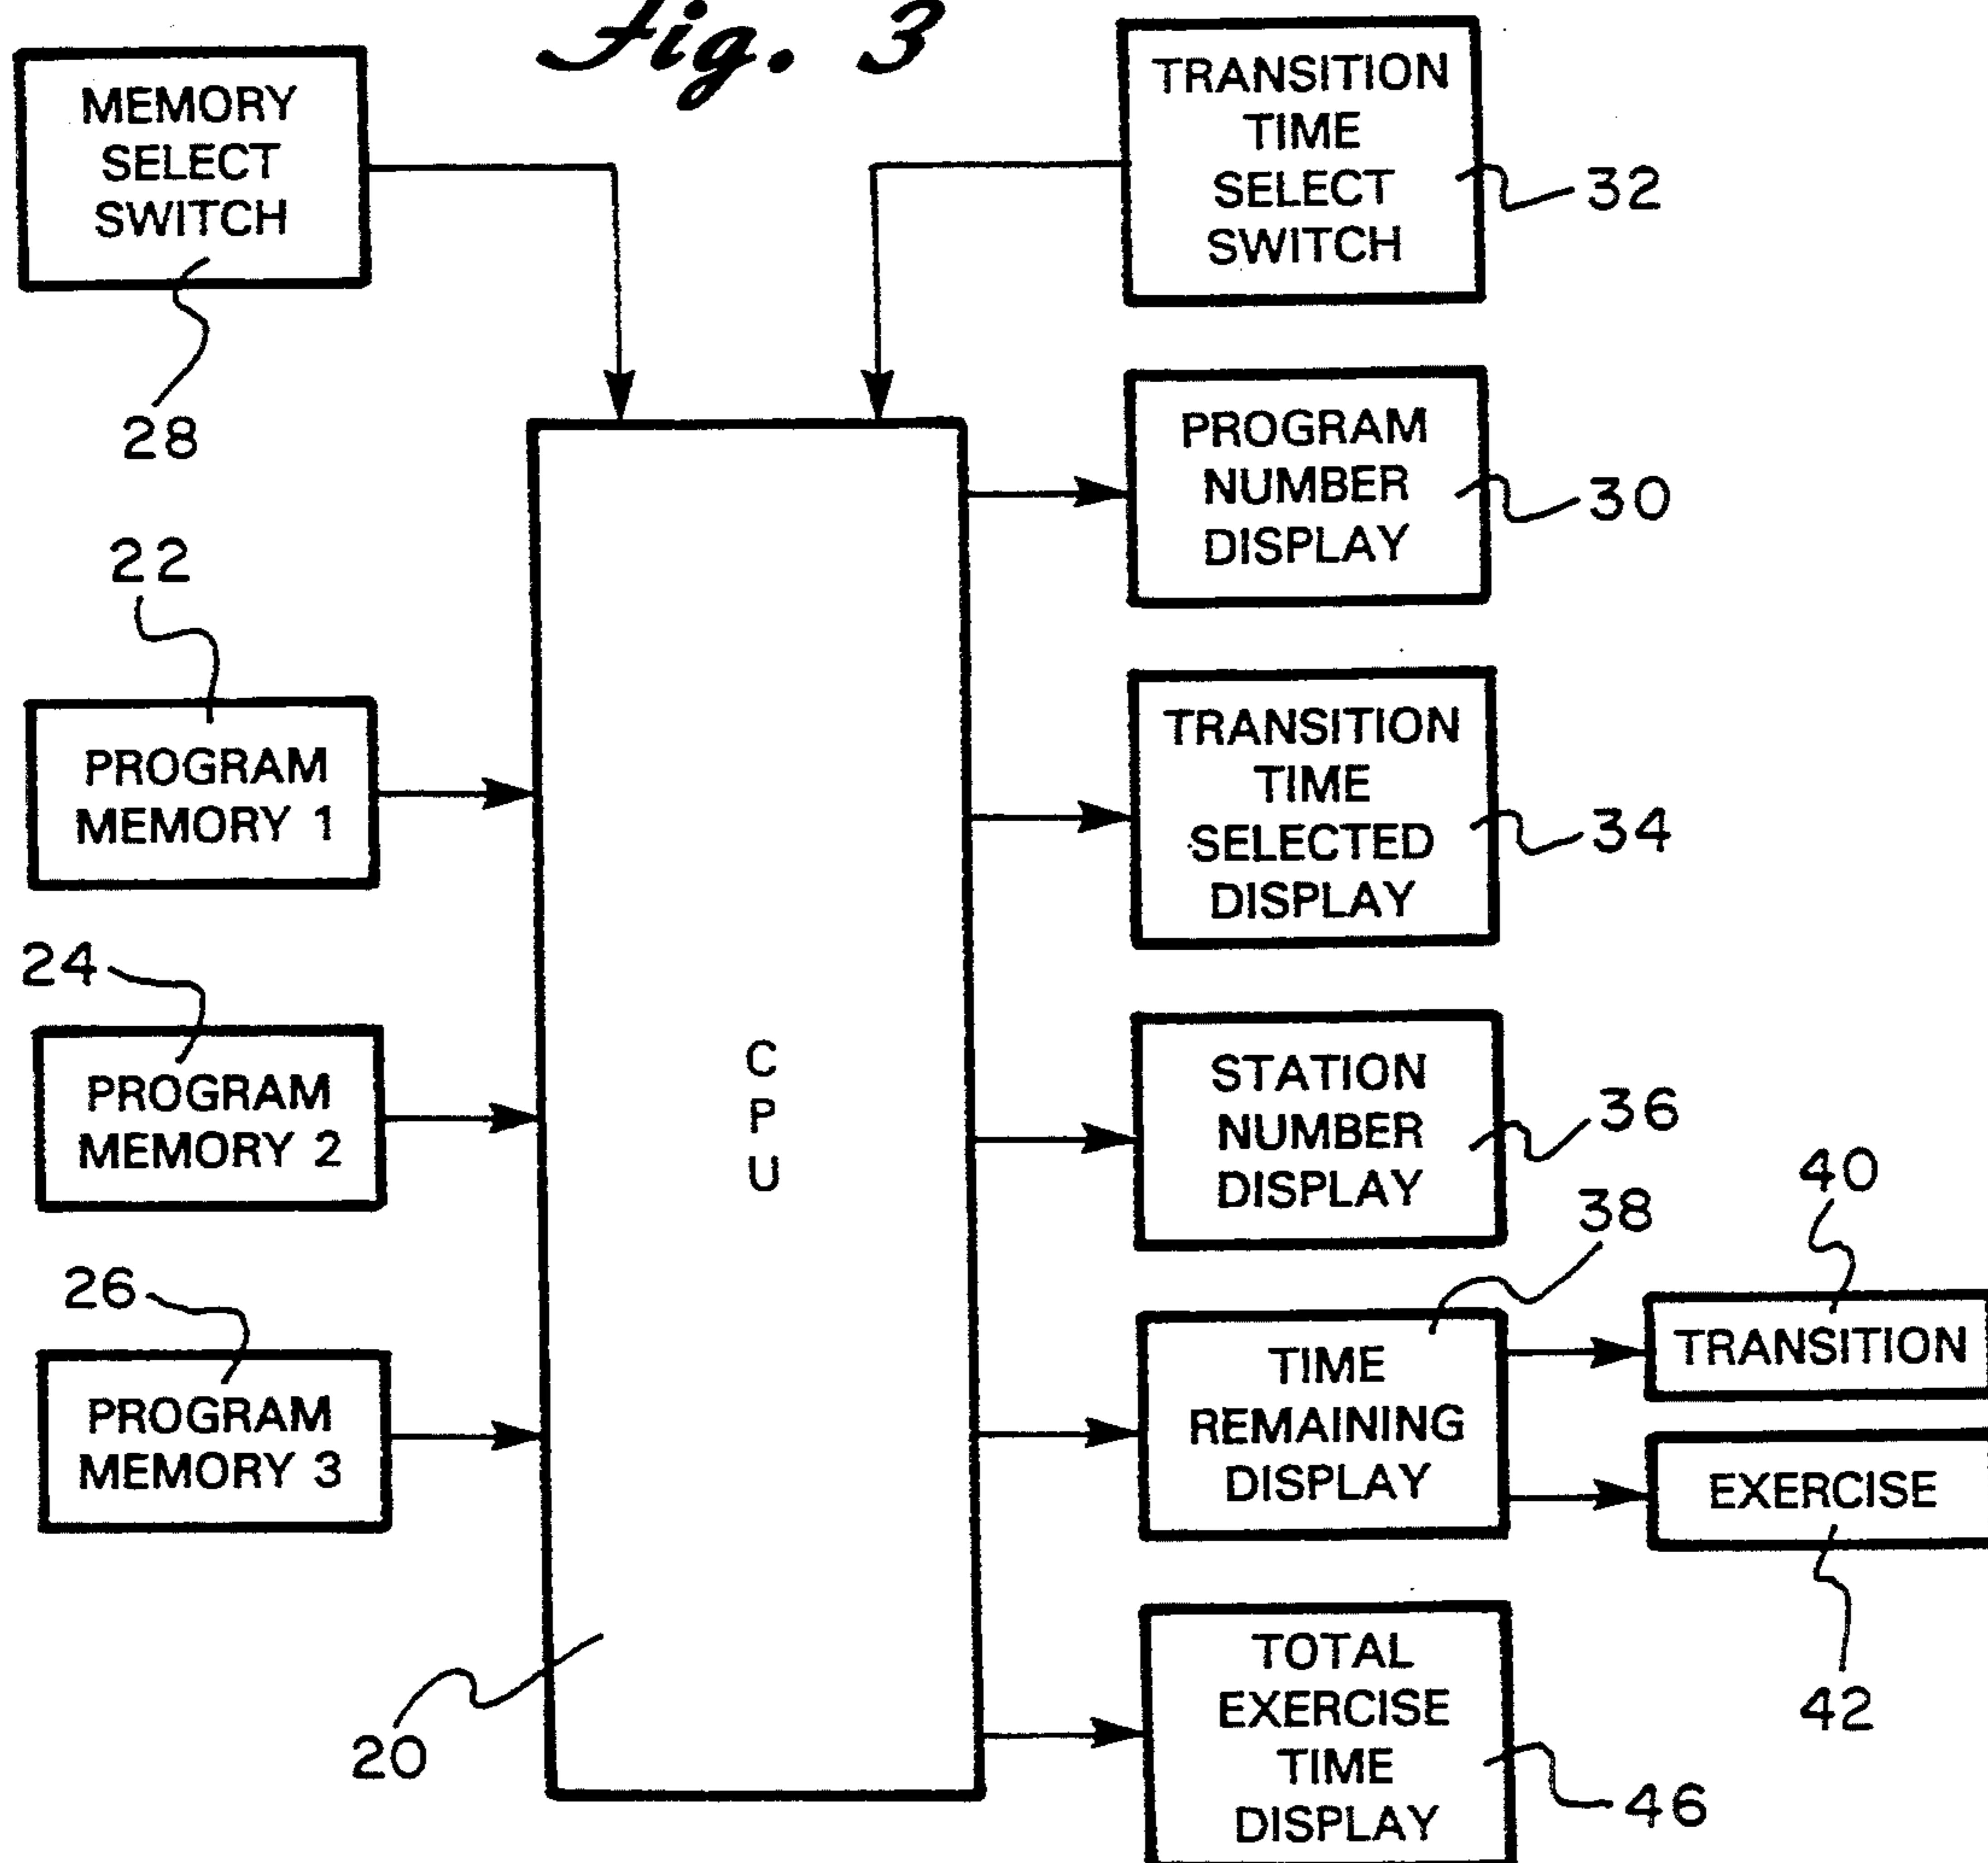 Fig. 3
MEMORY
SELECT
SWITCH
28
TRANSITION
TIME
SELECT
SWITCH
32
PROGRAM
NUMBER
DISPLAY
30
22
PROGRAM
MEMORY 1
TRANSITION
TIME
SELECTED
DISPLAY
34
24
PROGRAM
MEMORY 2
C
P
U
STATION
NUMBER
DISPLAY
36
38
40
26
PROGRAM
MEMORY 3
TIME
REMAINING
DISPLAY
TRANSITION
EXERCISE
42
20
TOTAL
EXERCISE
TIME
DISPLAY
46